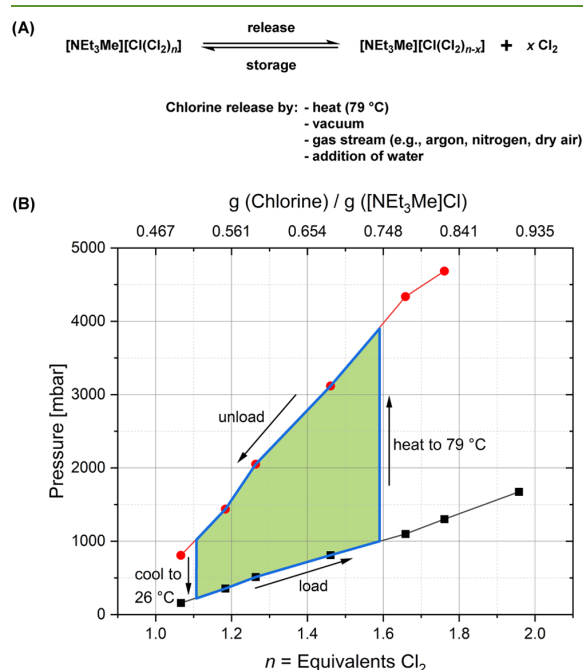 (A)
release
[NEt₃Me][Cl(Cl₂)ₙ] [NEt₃Me][Cl(Cl₂)ₙ₋ₓ] + x Cl₂
storage
Chlorine release by: - heat (79 °C)
- vacuum
- gas stream (e.g., argon, nitrogen, dry air)
- addition of water
(B)
g (Chlorine) / g ([NEt₃Me]Cl)
0.467 0.561 0.654 0.748 0.841 0.935
5000
4000
3000
2000
1000
0
Pressure [mbar]
unload
heat to 79 °C
cool to
26 °C
load
1.0 1.2 1.4 1.6 1.8 2.0
n = Equivalents Cl₂